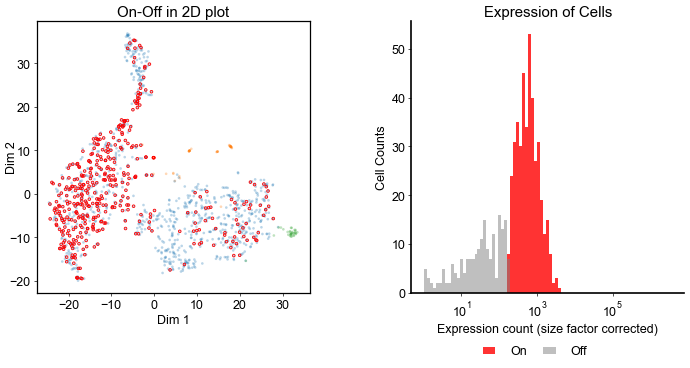 On-Off in 2D plot
Dim 2
30
20
10
0
−10
−20
−20 −10 0 10 20 30
Dim 1
Expression of Cells
Cell Counts
50
40
30
20
10
0
10^1 10^3 10^5
Expression count (size factor corrected)
On Off